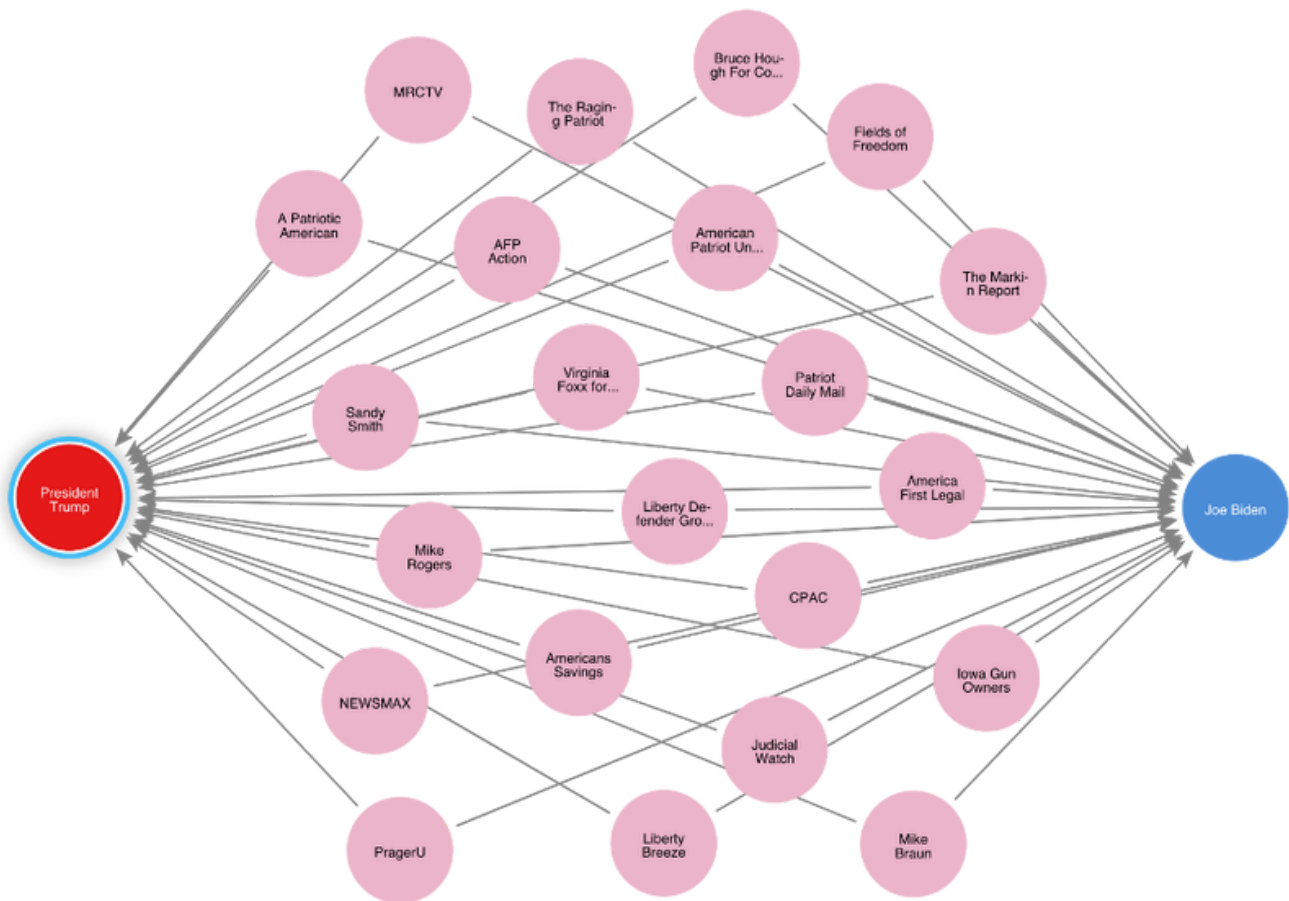 Bruce Hou-
gh For Co...
MRCTV
The Ragin-
g Patriot
Fields of
Freedom
A Patriotic
American
AFP
Action
American
Patriot Un...
The Marki-
n Report
Virginia
Foxx for...
Patriot
Daily Mail
Sandy
Smith
President
Trump
America
First Legal
Liberty De-
fender Gro...
Joe Biden
Mike
Rogers
CPAC
Americans
Savings
Iowa Gun
Owners
NEWSMAX
Judicial
Watch
PragerU
Liberty
Breeze
Mike
Braun